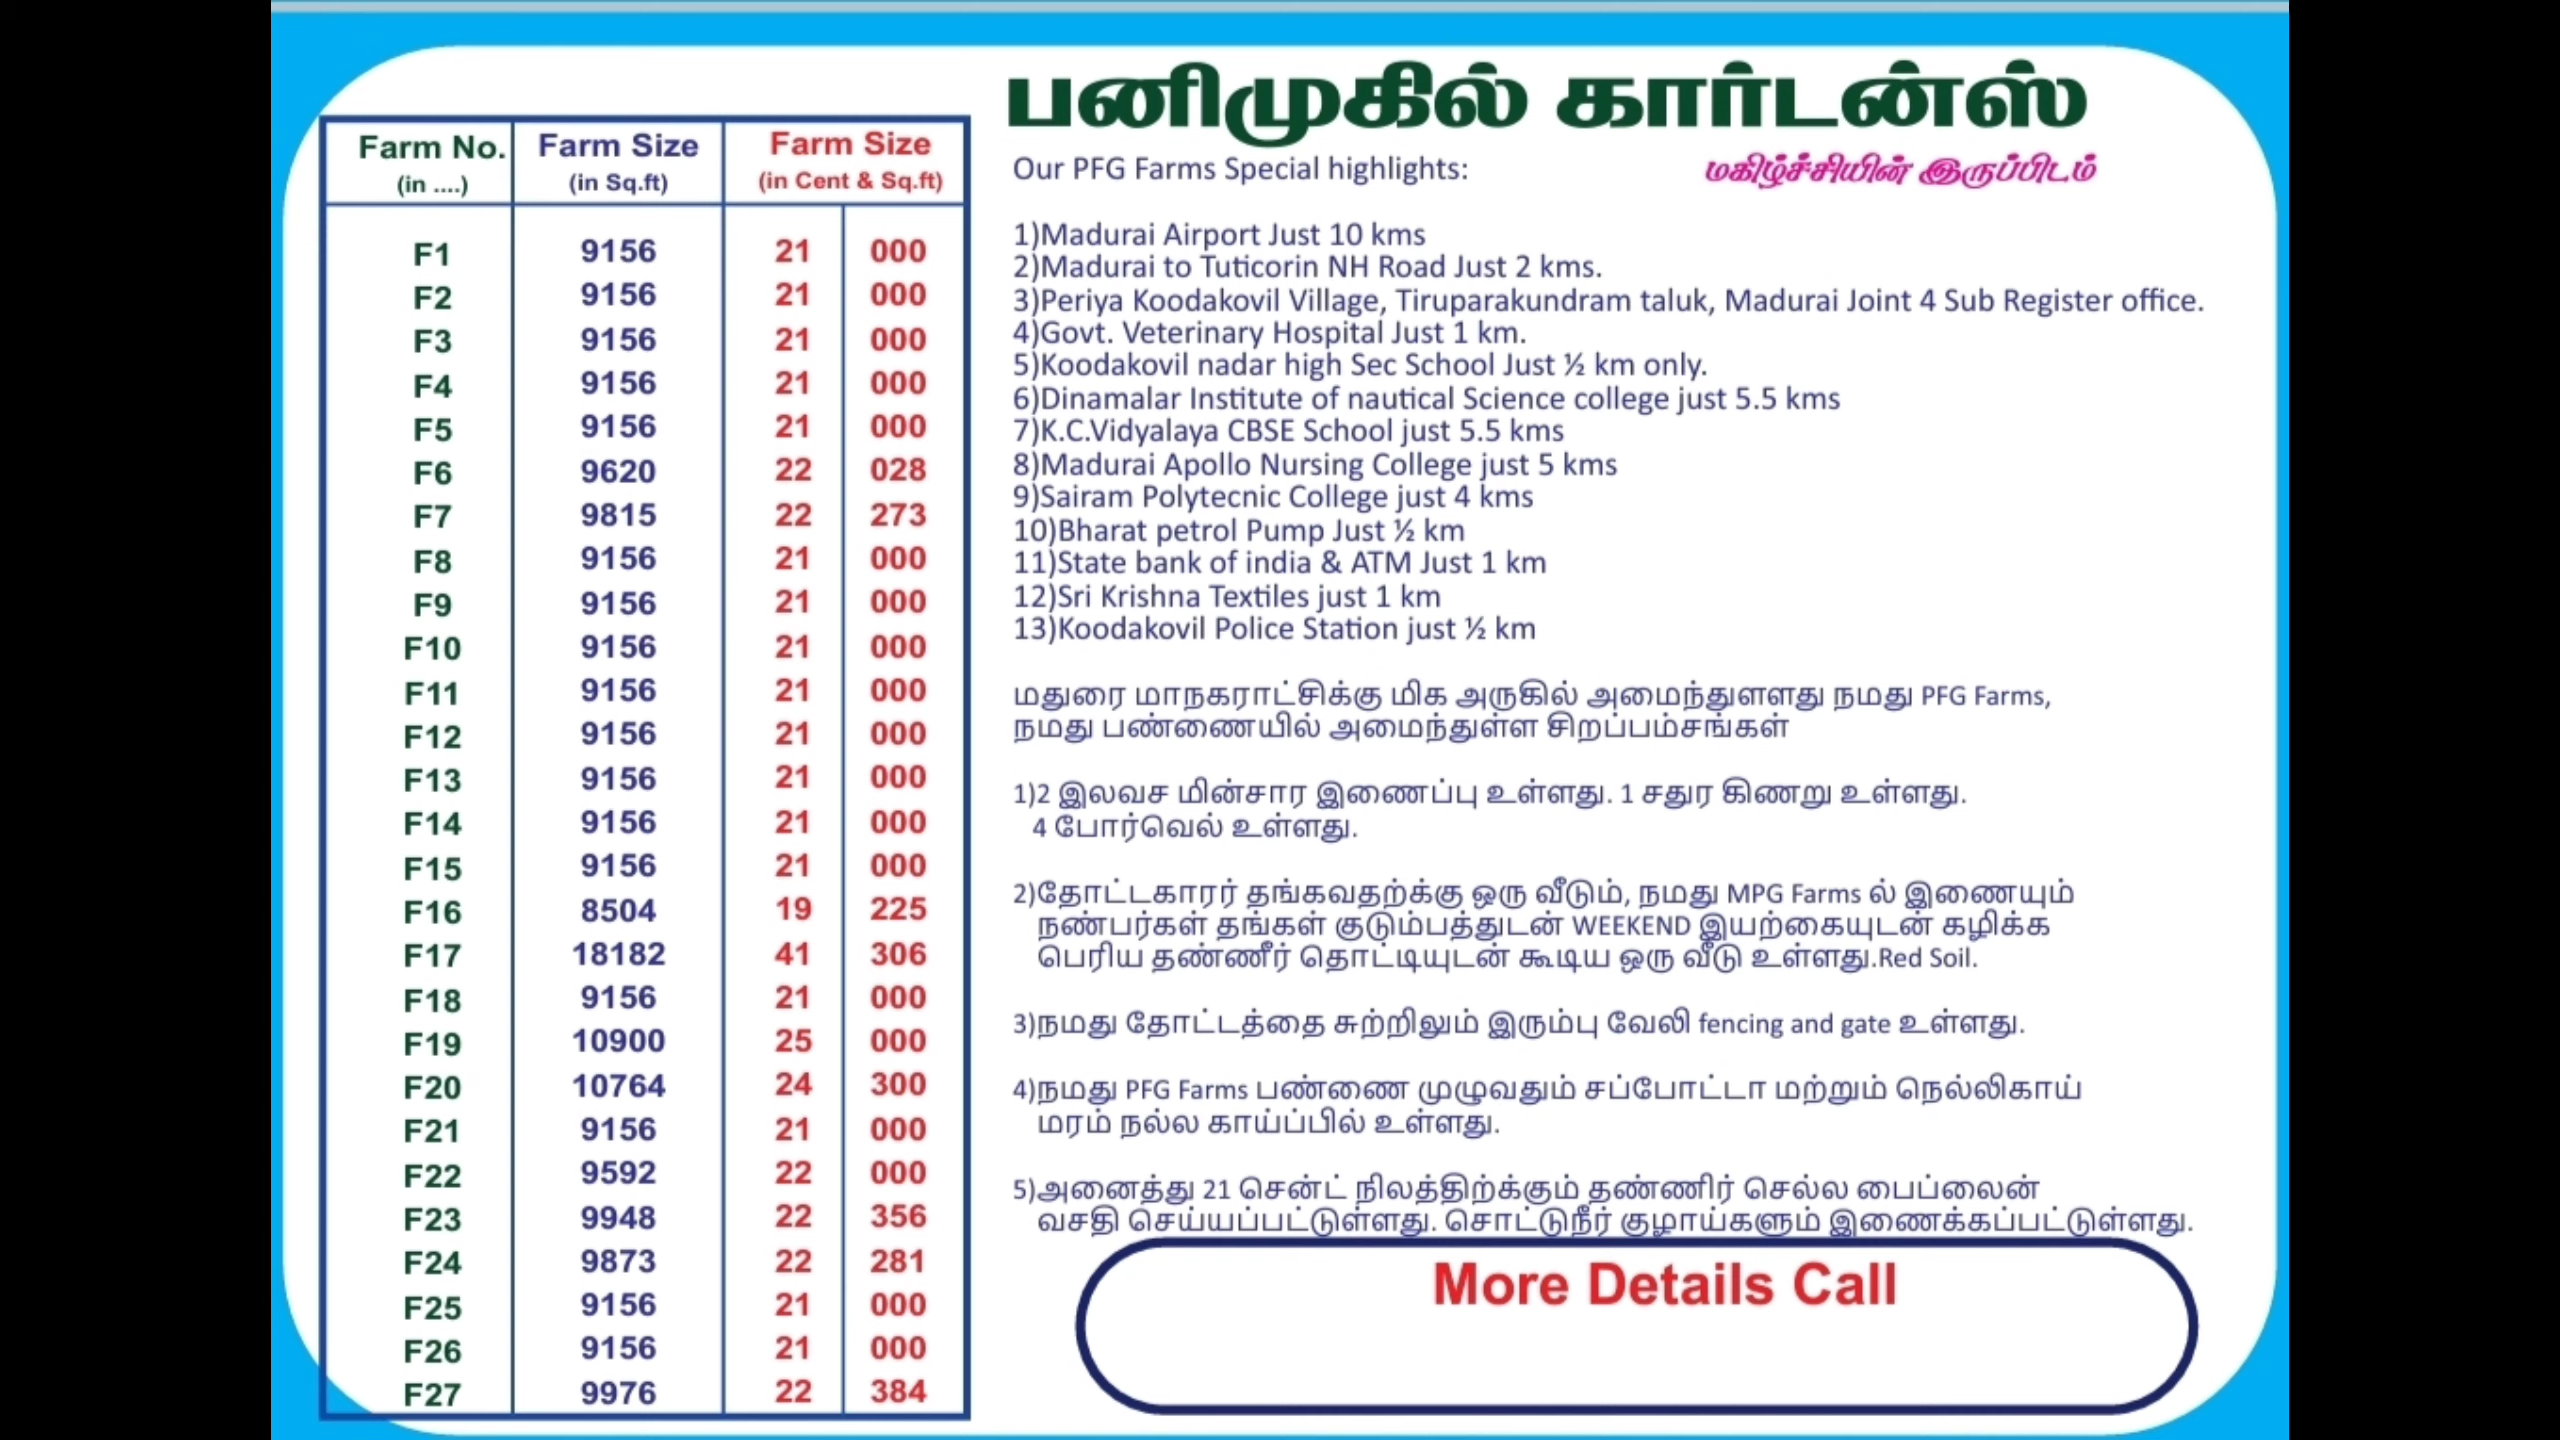 பனிமுகில் கார்டன்ஸ்
மகிழ்ச்சியின் இருப்பிடம்
Farm No. Farm Size Farm Size
(in ....) (in Sq.ft) (in Cent & Sq.ft)
F1 9156 21 000
F2 9156 21 000
F3 9156 21 000
F4 9156 21 000
F5 9156 21 000
F6 9620 22 028
F7 9815 22 273
F8 9156 21 000
F9 9156 21 000
F10 9156 21 000
F11 9156 21 000
F12 9156 21 000
F13 9156 21 000
F14 9156 21 000
F15 9156 21 000
F16 8504 19 225
F17 18182 41 306
F18 9156 21 000
F19 10900 25 000
F20 10764 24 300
F21 9156 21 000
F22 9592 22 000
F23 9948 22 356
F24 9873 22 281
F25 9156 21 000
F26 9156 21 000
F27 9976 22 384
Our PFG Farms Special highlights:
1)Madurai Airport Just 10 kms
2)Madurai to Tuticorin NH Road Just 2 kms.
3)Periya Koodakovil Village, Tiruparakundram taluk, Madurai Joint 4 Sub Register office.
4)Govt. Veterinary Hospital Just 1 km.
5)Koodakovil nadar high Sec School Just ½ km only.
6)Dinamalar Institute of nautical Science college just 5.5 kms
7)K.C.Vidyalaya CBSE School just 5.5 kms
8)Madurai Apollo Nursing College just 5 kms
9)Sairam Polytecnic College just 4 kms
10)Bharat petrol Pump Just ½ km
11)State bank of india & ATM Just 1 km
12)Sri Krishna Textiles just 1 km
13)Koodakovil Police Station just ½ km
மதுரை மாநகராட்சிக்கு மிக அருகில் அமைந்துளளது நமது PFG Farms,
நமது பண்ணையில் அமைந்துள்ள சிறப்பம்சங்கள்
1)2 இலவச மின்சார இணைப்பு உள்ளது. 1 சதுர கிணறு உள்ளது.
4 போர்வெல் உள்ளது.
2)தோட்டகாரர் தங்கவதற்க்கு ஒரு வீடும், நமது MPG Farms ல் இணையும்
நண்பர்கள் தங்கள் குடும்பத்துடன் WEEKEND இயற்கையுடன் கழிக்க
பெரிய தண்ணீர் தொட்டியுடன் கூடிய ஒரு வீடு உள்ளது.Red Soil.
3)நமது தோட்டத்தை சுற்றிலும் இரும்பு வேலி fencing and gate உள்ளது.
4)நமது PFG Farms பண்ணை முழுவதும் சப்போட்டா மற்றும் நெல்லிகாய்
மரம் நல்ல காய்ப்பில் உள்ளது.
5)அனைத்து 21 சென்ட் நிலத்திற்க்கும் தண்ணிர் செல்ல பைப்லைன்
வசதி செய்யப்பட்டுள்ளது. சொட்டுநீர் குழாய்களும் இணைக்கப்பட்டுள்ளது.
More Details Call